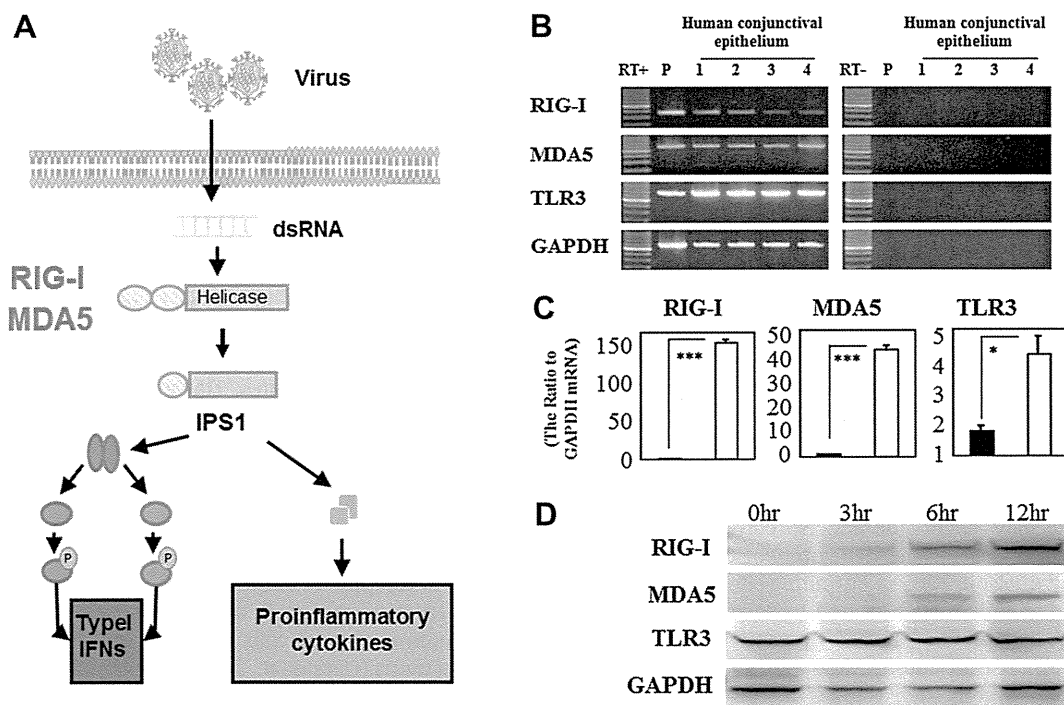 A
Virus
dsRNA
RIG-I
MDA5
Helicase
IPS1
P
P
TypeI
IFNs
Proinflammatory
cytokines
B
Human conjunctival
epithelium
Human conjunctival
epithelium
RT+ P 1 2 3 4
RT- P 1 2 3 4
RIG-I
MDA5
TLR3
GAPDH
C
RIG-I
MDA5
TLR3
(The Ratio to
GAPDH mRNA)
150
100
50
0
***
50
40
30
20
10
0
***
5
4
3
2
1
*
D
0hr 3hr 6hr 12hr
RIG-I
MDA5
TLR3
GAPDH